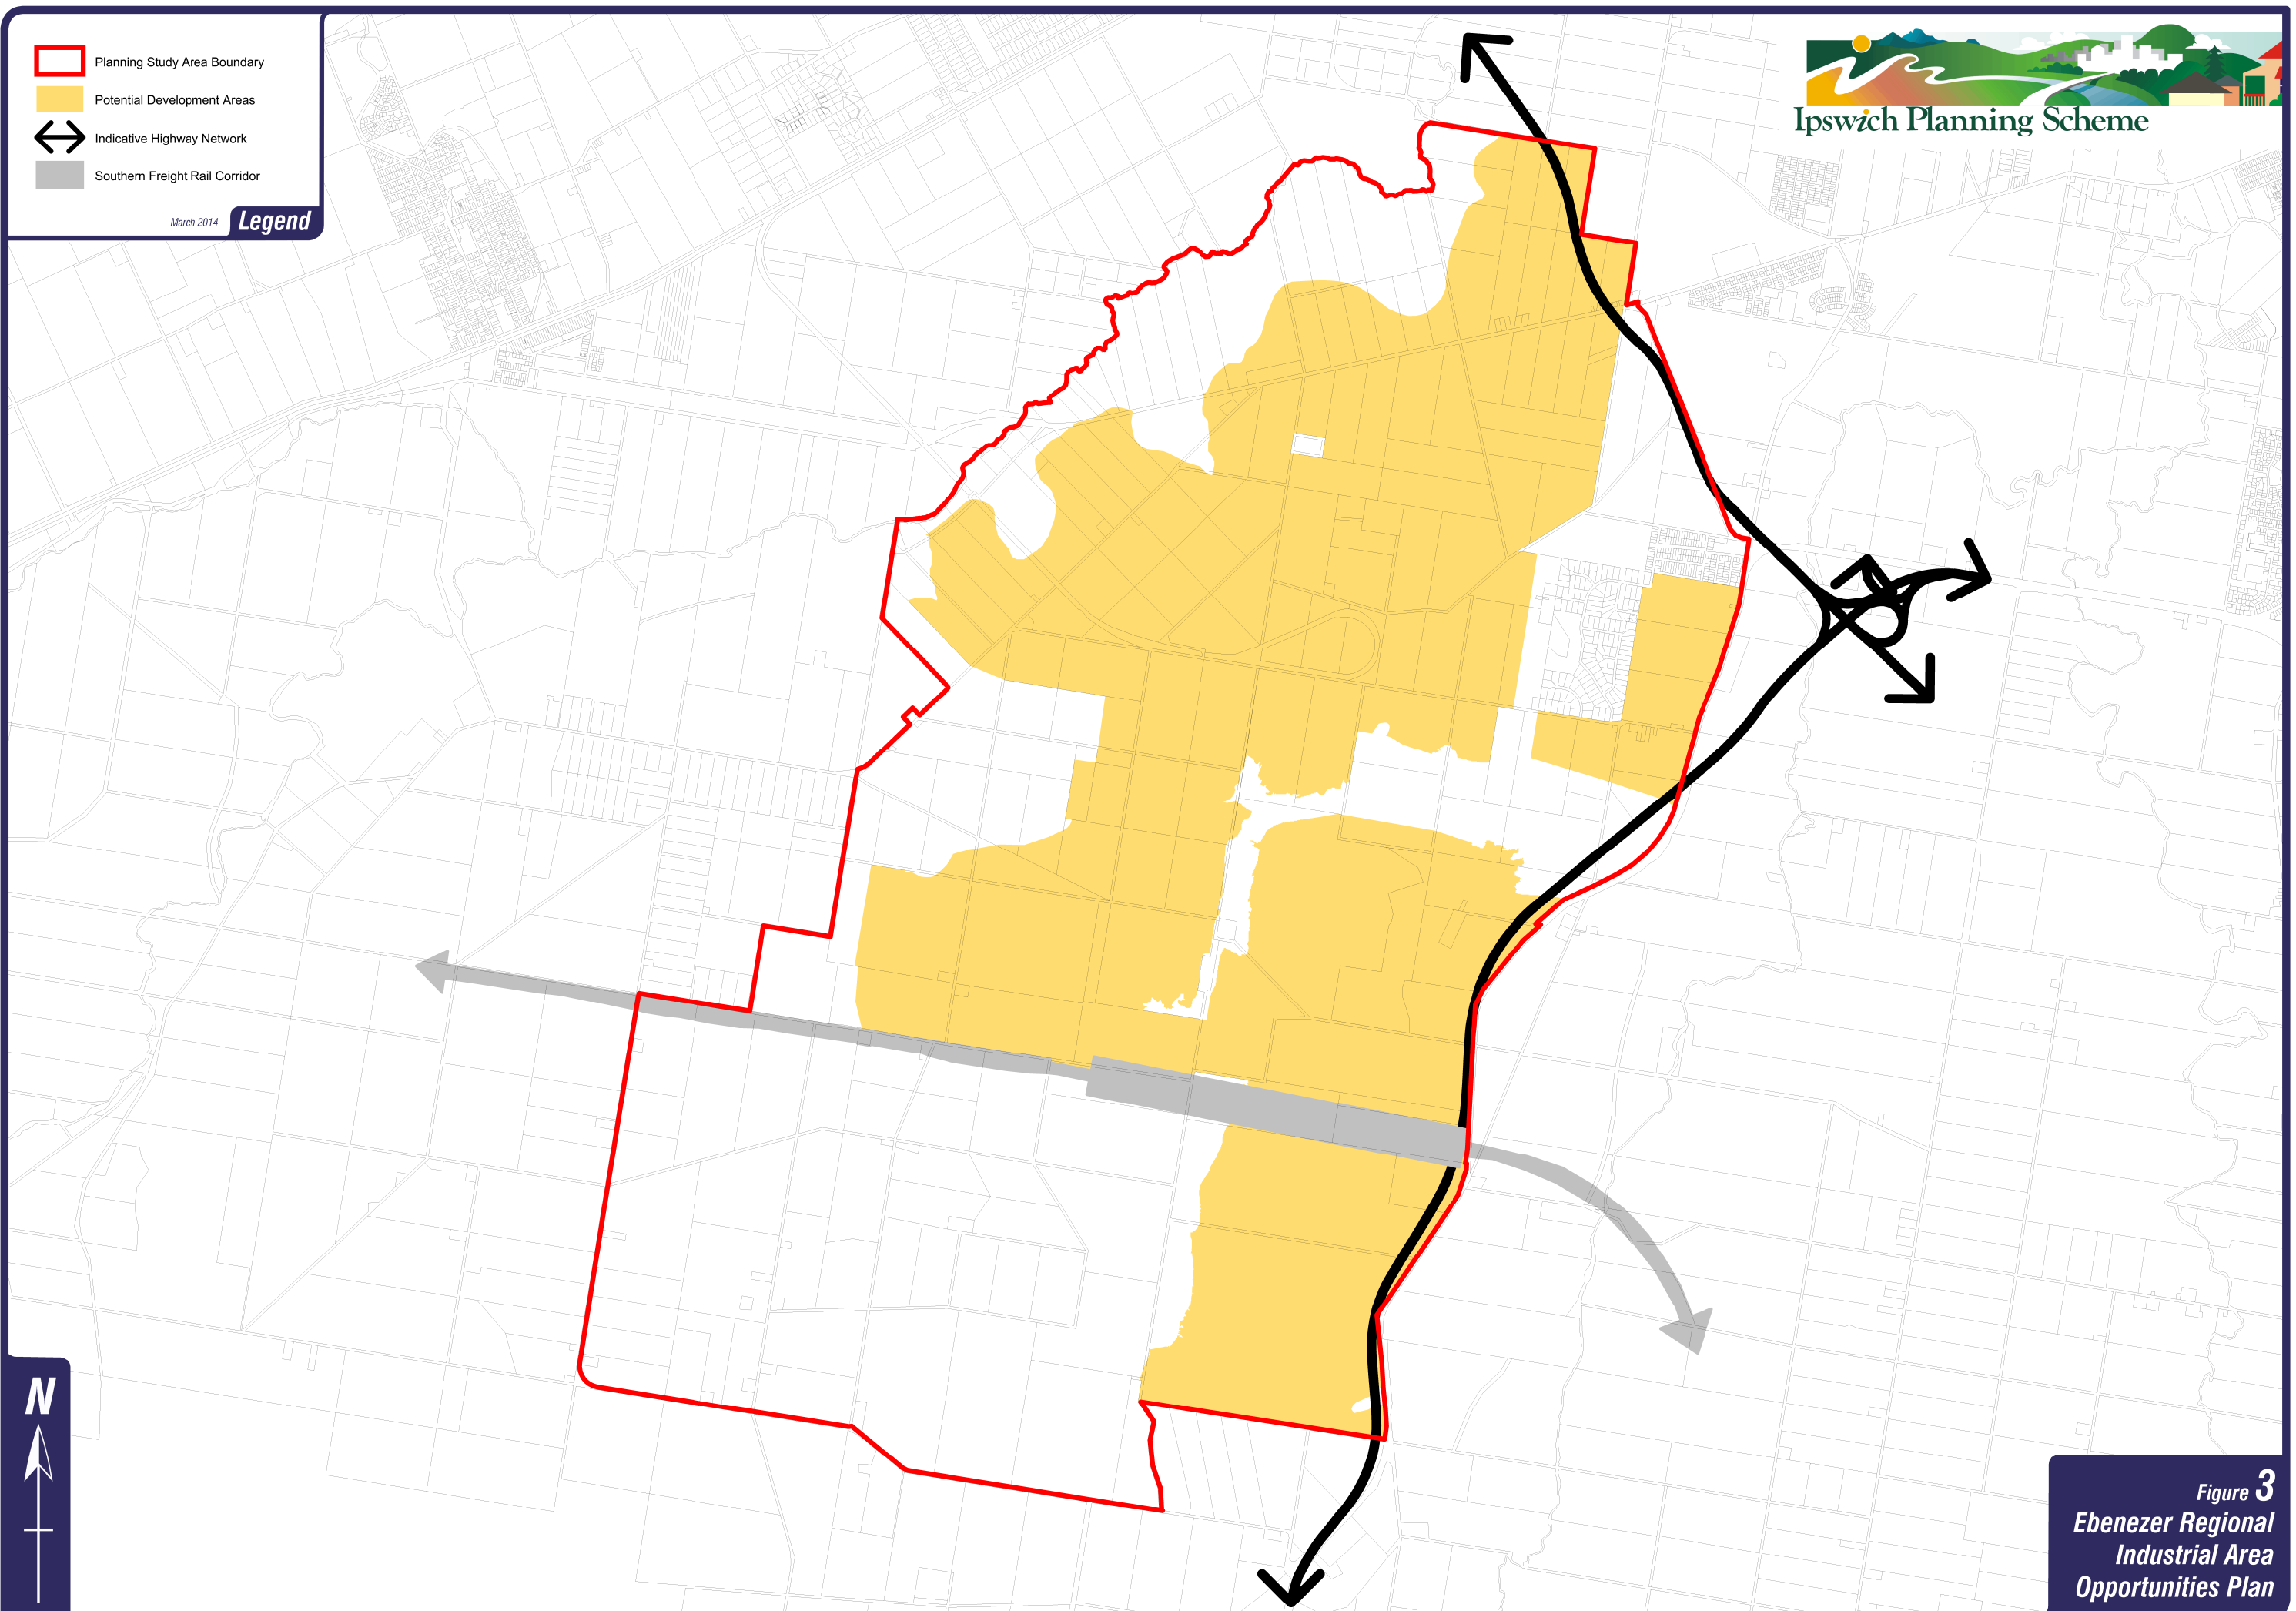 Planning Study Area Boundary
Potential Development Areas
Indicative Highway Network
Southern Freight Rail Corridor
March 2014
Legend
Ipswich Planning Scheme
N
Figure 3
Ebenezer Regional
Industrial Area
Opportunities Plan